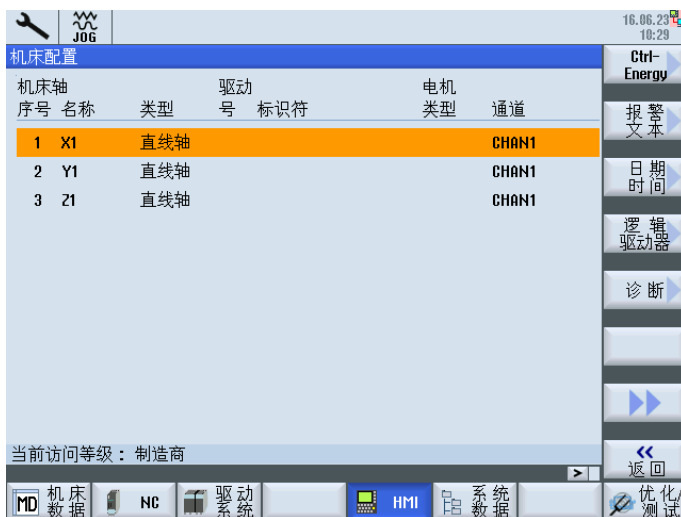 JOG
16.06.23
10:29
机床配置
机床轴 驱动 电机
序号 名称 类型 号 标识符 类型 通道
1 X1 直线轴 CHAN1
2 Y1 直线轴 CHAN1
3 Z1 直线轴 CHAN1
当前访问等级：制造商
>
Ctrl-
Energy
报警
文本
日期
时间
逻辑
驱动器
诊断
返回
MD 机床
数据
NC
驱动
系统
HMI
系统
数据
优化/
测试